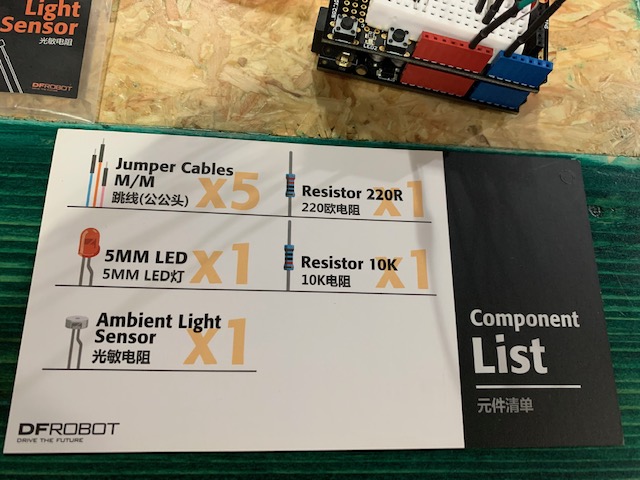 Component
List
元件清单
Jumper Cables
M/M
跳线(公公头)
X5
Resistor 220R
220欧电阻
X1
5MM LED
5MM LED灯
X1
Resistor 10K
10K电阻
X1
Ambient Light
Sensor
光敏电阻
X1
DFROBOT
DRIVE THE FUTURE
Light
Sensor
光敏电阻
DFROBOT